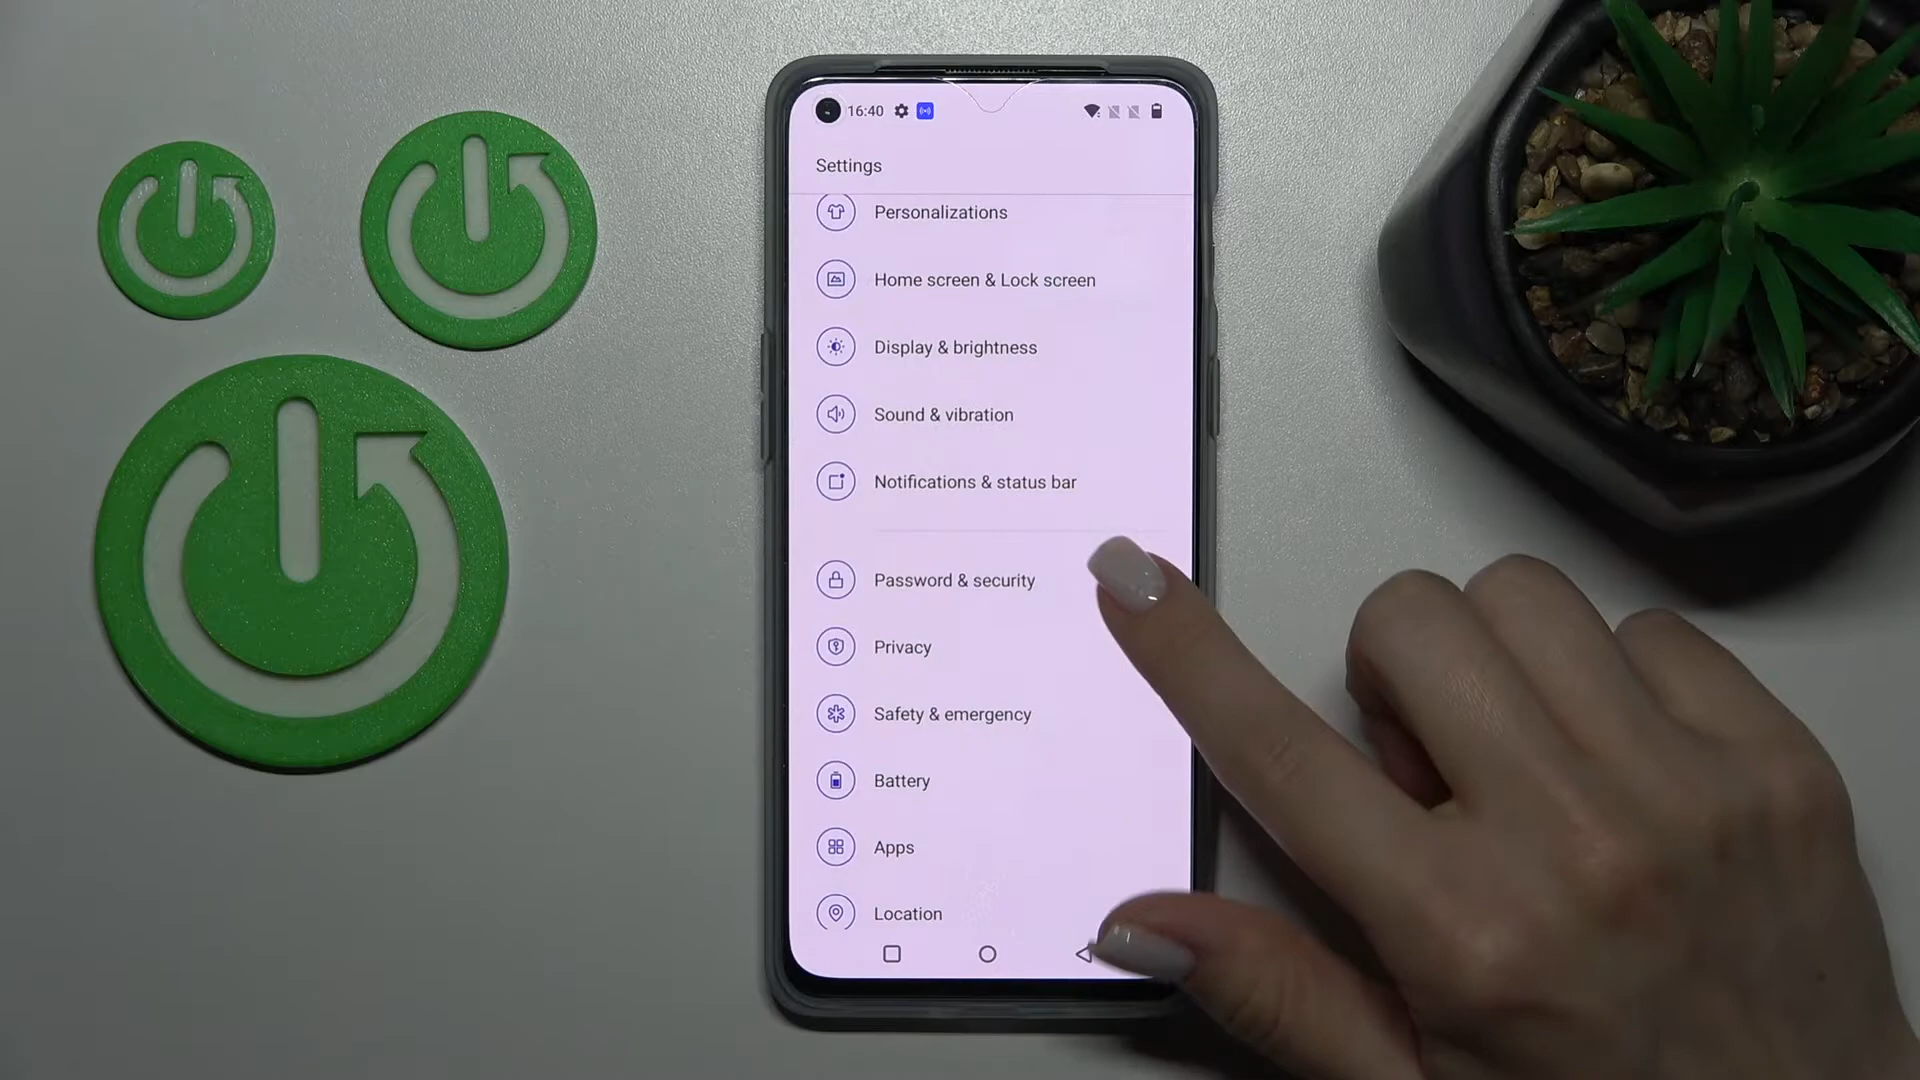 16:40
Settings
Personalizations
Home screen & Lock screen
Display & brightness
Sound & vibration
Notifications & status bar
Password & security
Privacy
Safety & emergency
Battery
Apps
Location